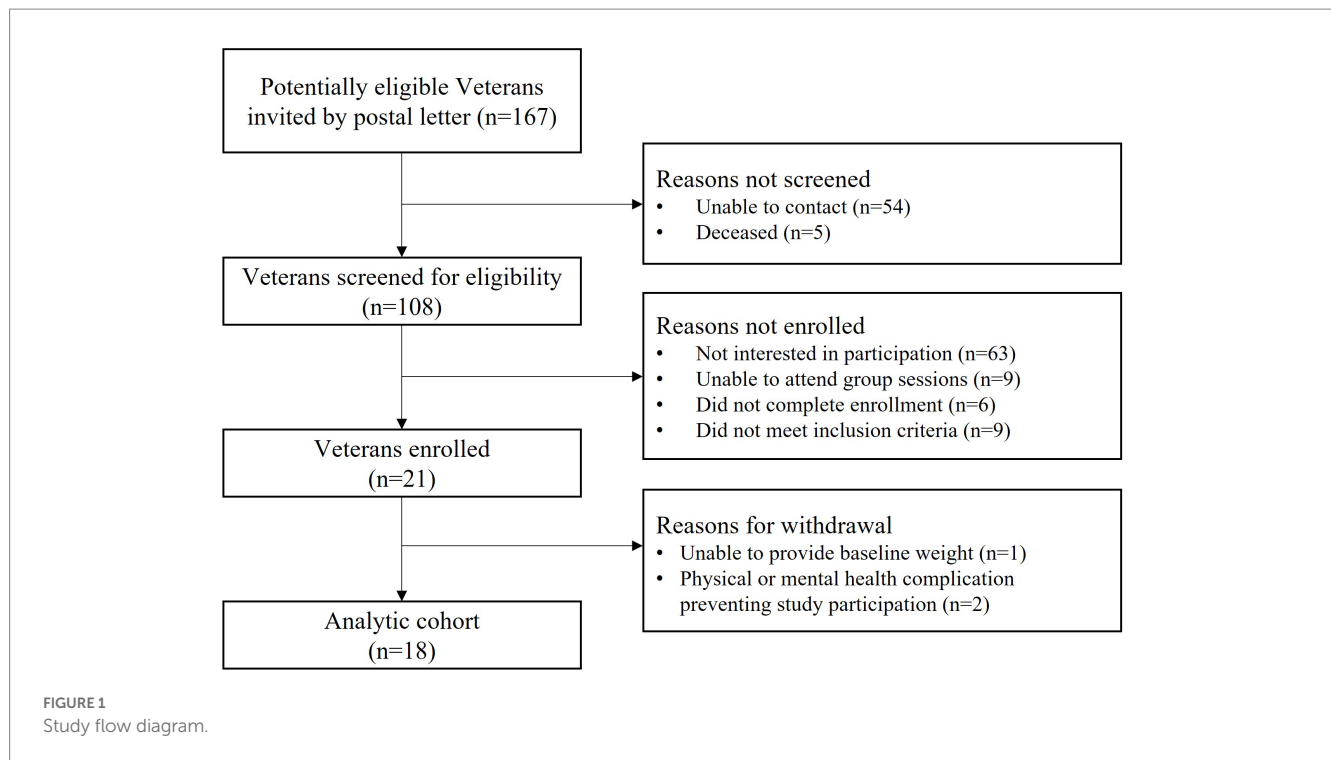 Potentially eligible Veterans
invited by postal letter (n=167)
Reasons not screened
• Unable to contact (n=54)
• Deceased (n=5)
Veterans screened for eligibility
(n=108)
Reasons not enrolled
• Not interested in participation (n=63)
• Unable to attend group sessions (n=9)
• Did not complete enrollment (n=6)
• Did not meet inclusion criteria (n=9)
Veterans enrolled
(n=21)
Reasons for withdrawal
• Unable to provide baseline weight (n=1)
• Physical or mental health complication
preventing study participation (n=2)
Analytic cohort
(n=18)
FIGURE 1
Study flow diagram.